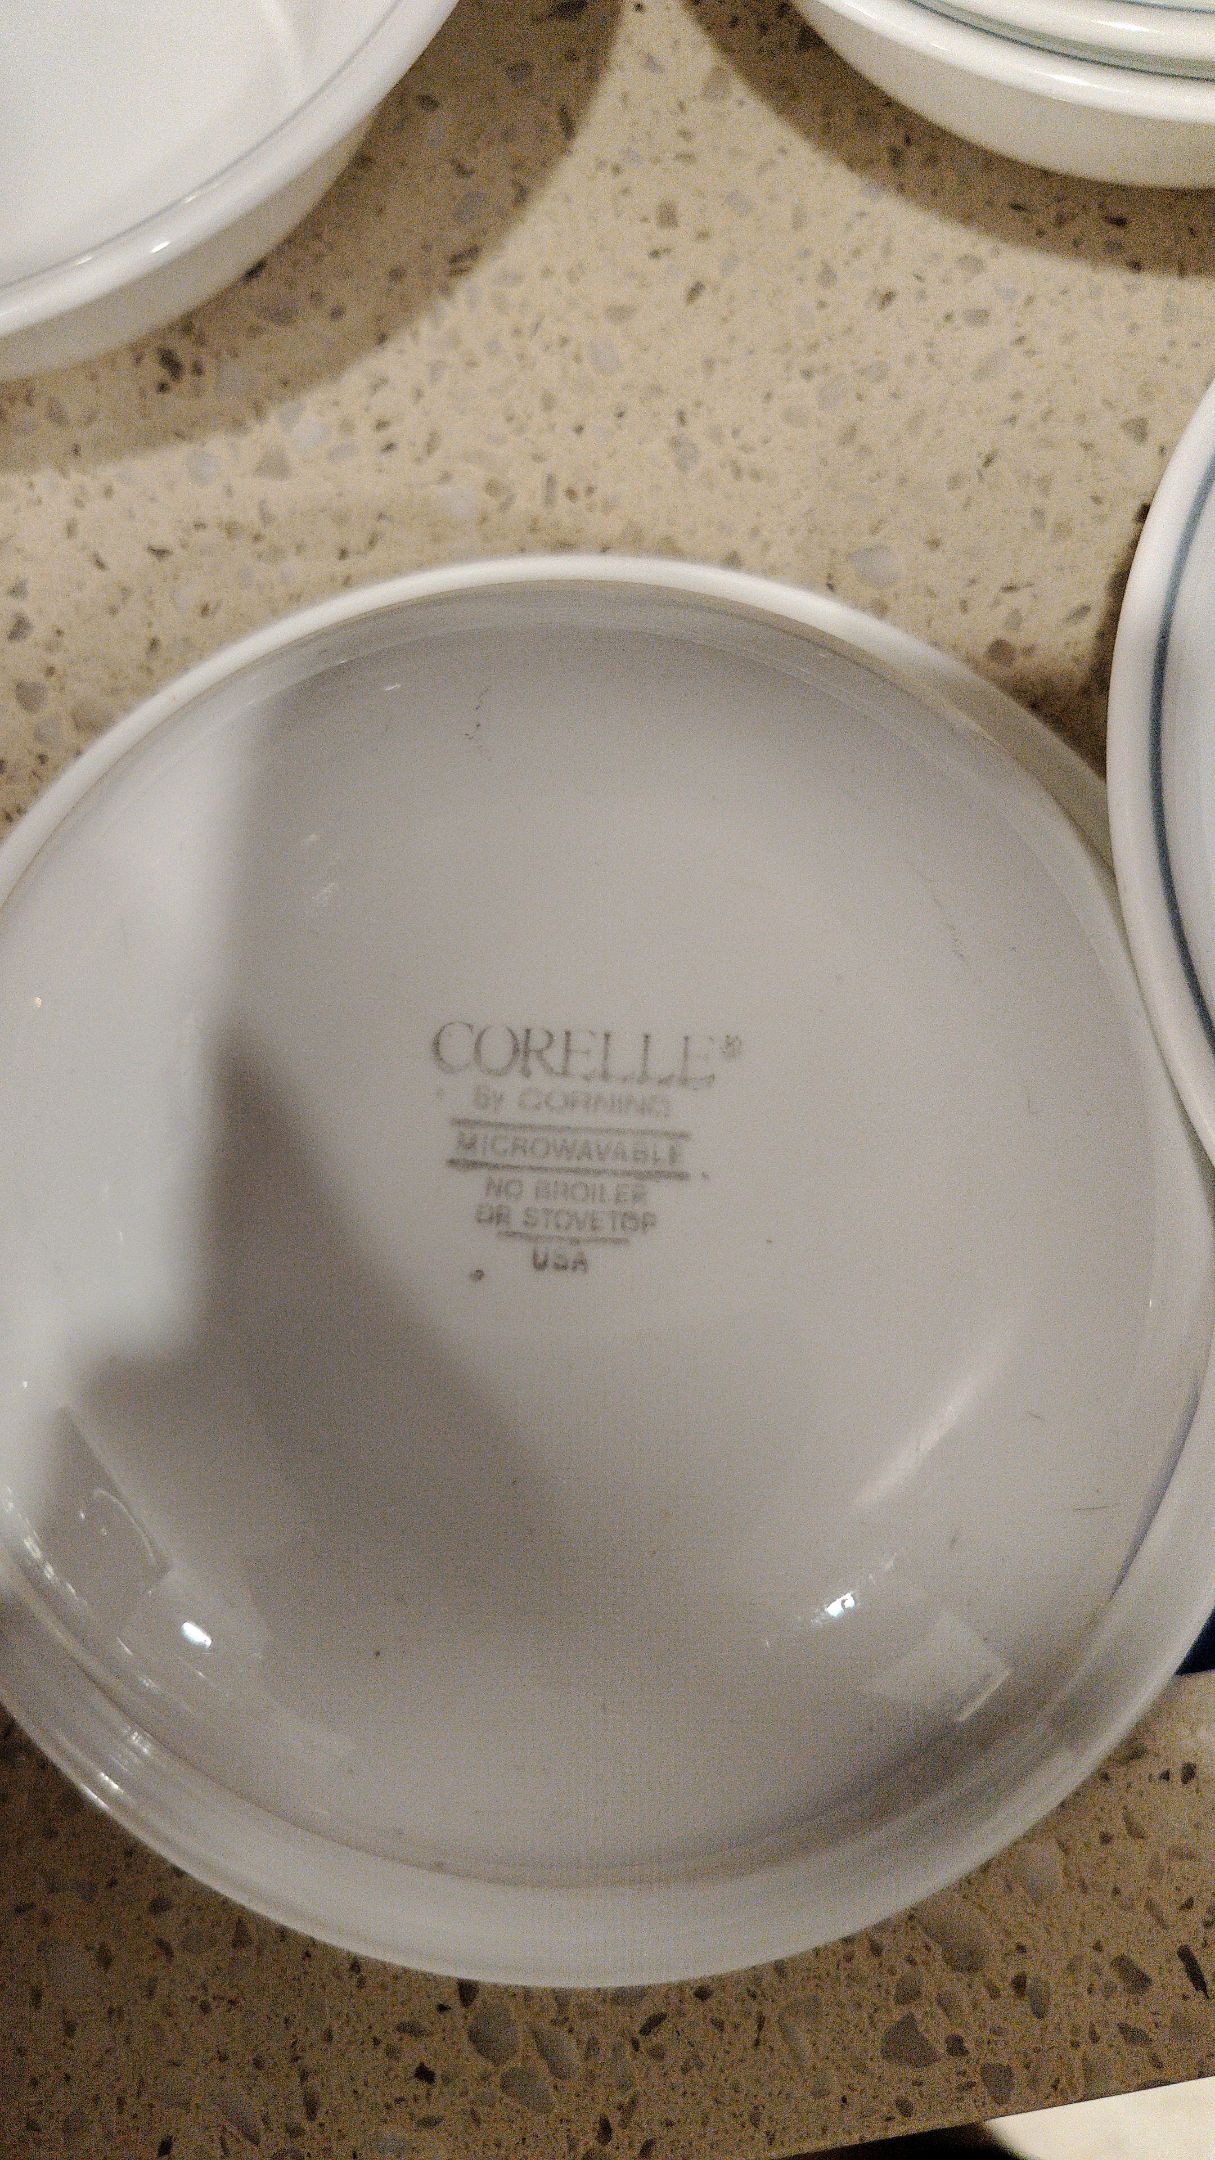 CORELLE®
by CORNING
MICROWAVABLE
NO BROILER
OR STOVETOP
USA